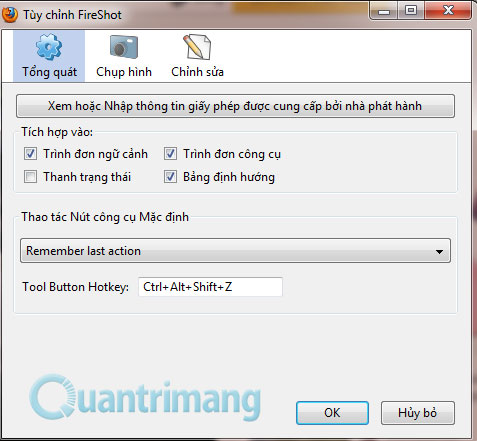 Tùy chỉnh FireShot
Tổng quát Chụp hình Chỉnh sửa
Xem hoặc Nhập thông tin giấy phép được cung cấp bởi nhà phát hành
Tích hợp vào:
Trình đơn ngữ cảnh Trình đơn công cụ
Thanh trạng thái Bảng định hướng
Thao tác Nút công cụ Mặc định
Remember last action
Tool Button Hotkey: Ctrl+Alt+Shift+Z
Quantrimang
OK Hủy bỏ